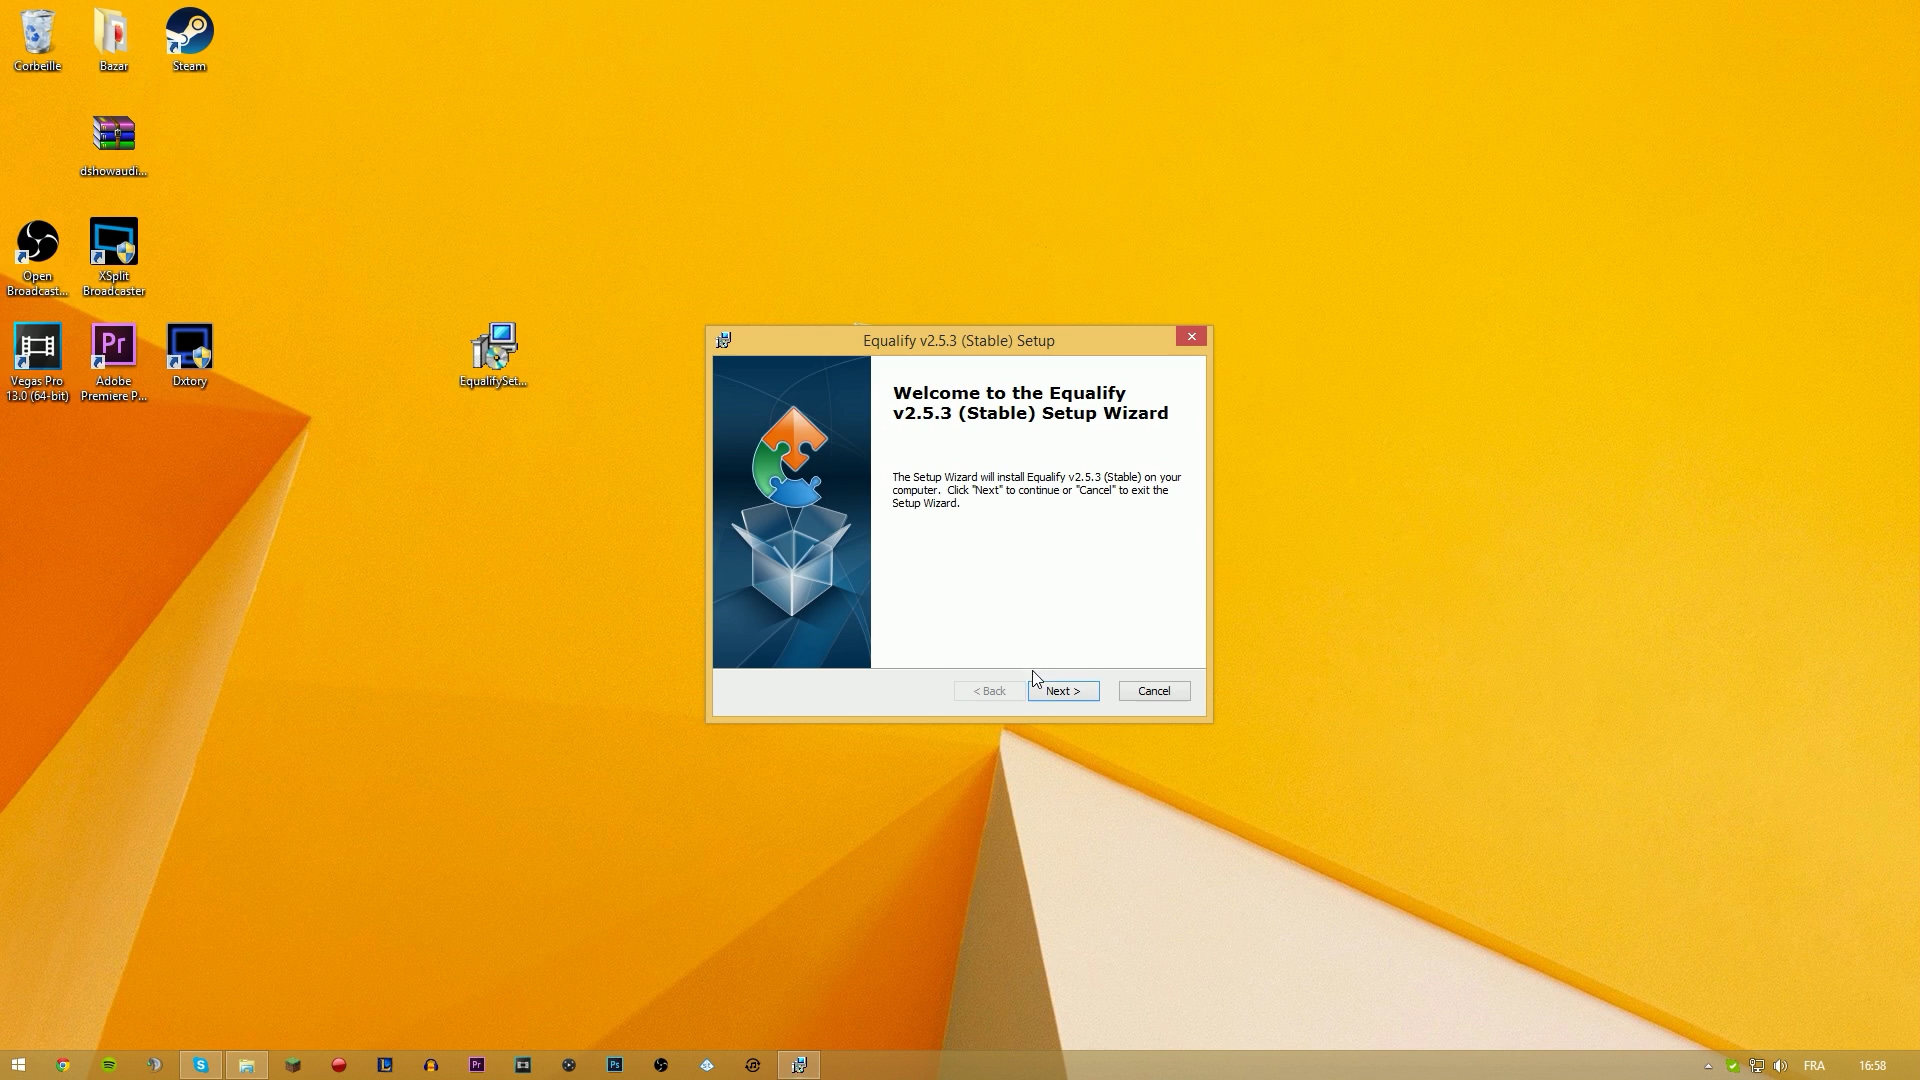 Corbeille
Bazar
Steam
dshowaudi...
Open
Broadcast...
XSplit
Broadcaster
Vegas Pro
13.0 (64-bit)
Pr
Adobe
Premiere P...
Dxtory
EqualifySet...
Equalify v2.5.3 (Stable) Setup
Welcome to the Equalify
v2.5.3 (Stable) Setup Wizard
The Setup Wizard will install Equalify v2.5.3 (Stable) on your
computer. Click "Next" to continue or "Cancel" to exit the
Setup Wizard.
< Back
Next >
Cancel
S
L
Pr
Ps
FRA
16:58